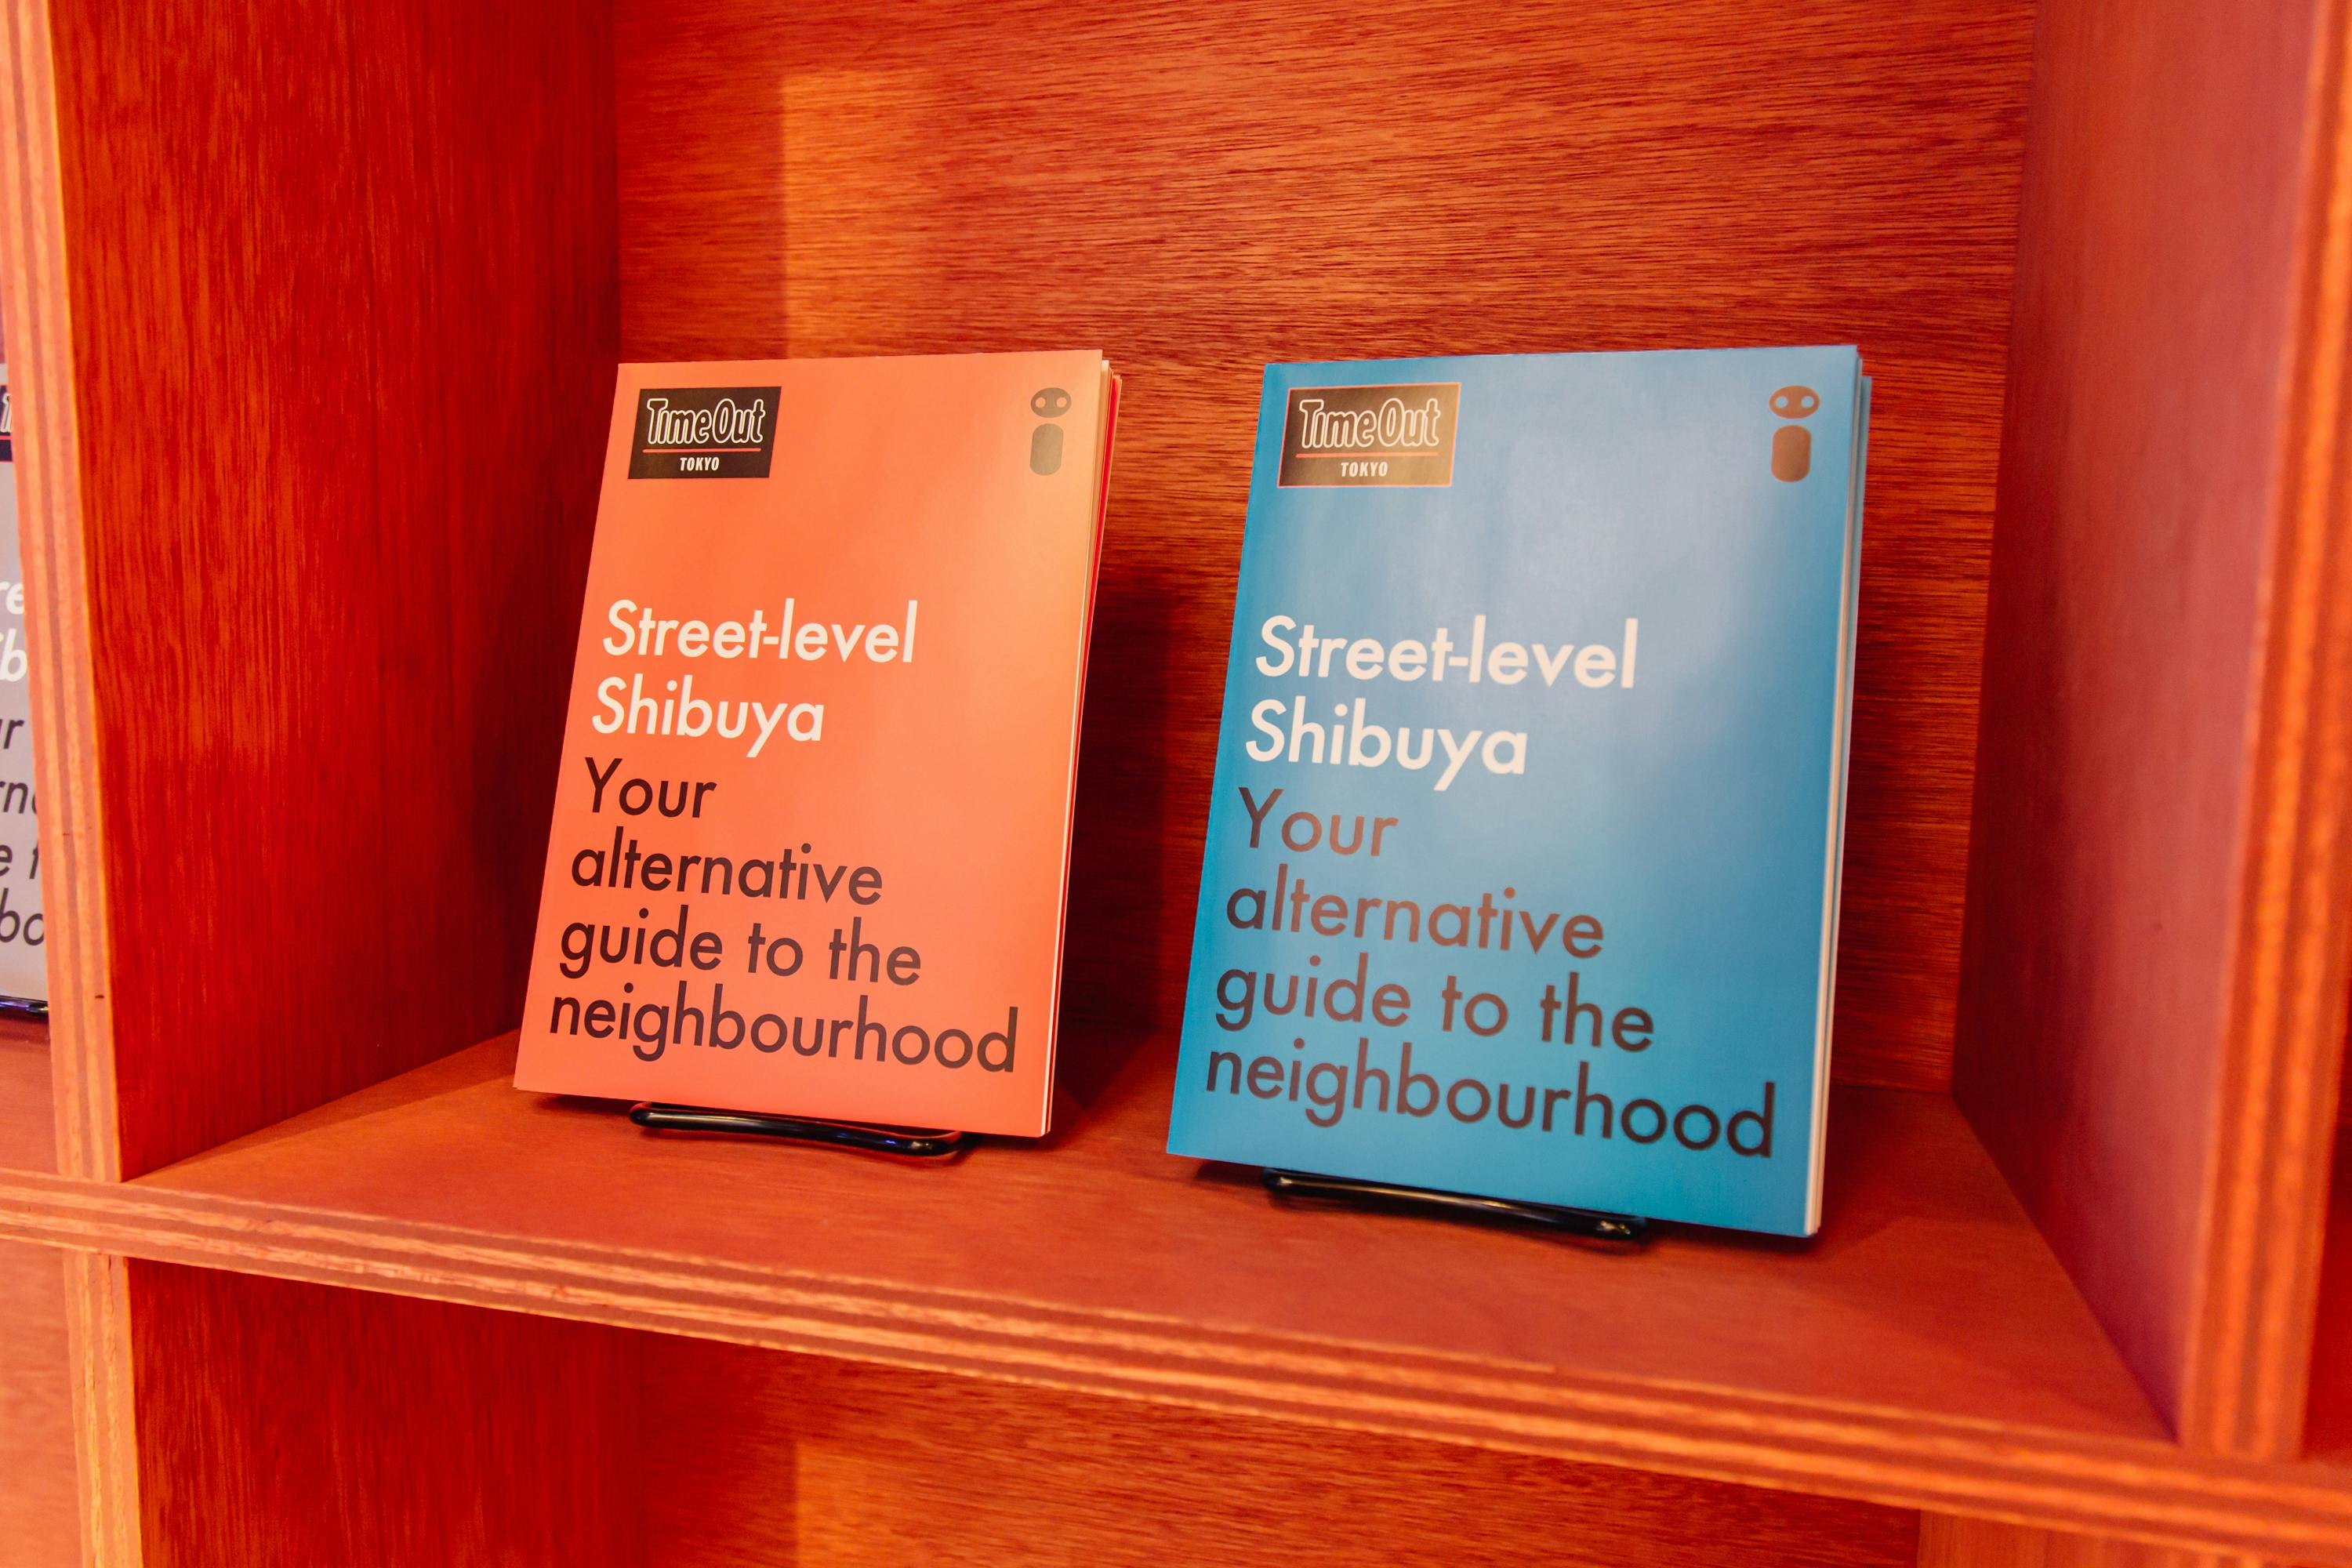 Time Out
TOKYO
Street-level
Shibuya
Your
alternative
guide to the
neighbourhood
Time Out
TOKYO
Street-level
Shibuya
Your
alternative
guide to the
neighbourhood